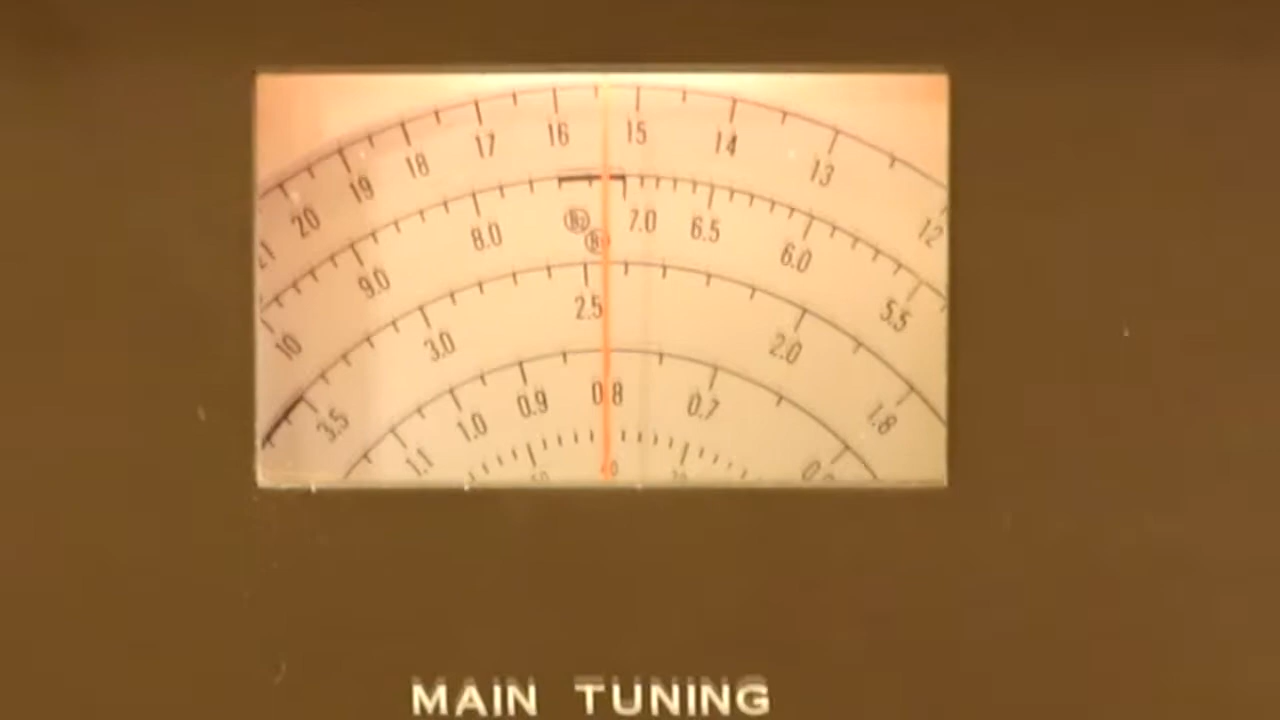 21 20 19 18 17 16 15 14 13 12
10 9.0 8.0 7.0 6.5 6.0 5.5
B2
3.5 3.0 2.5 2.0 1.8
1.1 1.0 0.9 0.8 0.7
MAIN TUNING